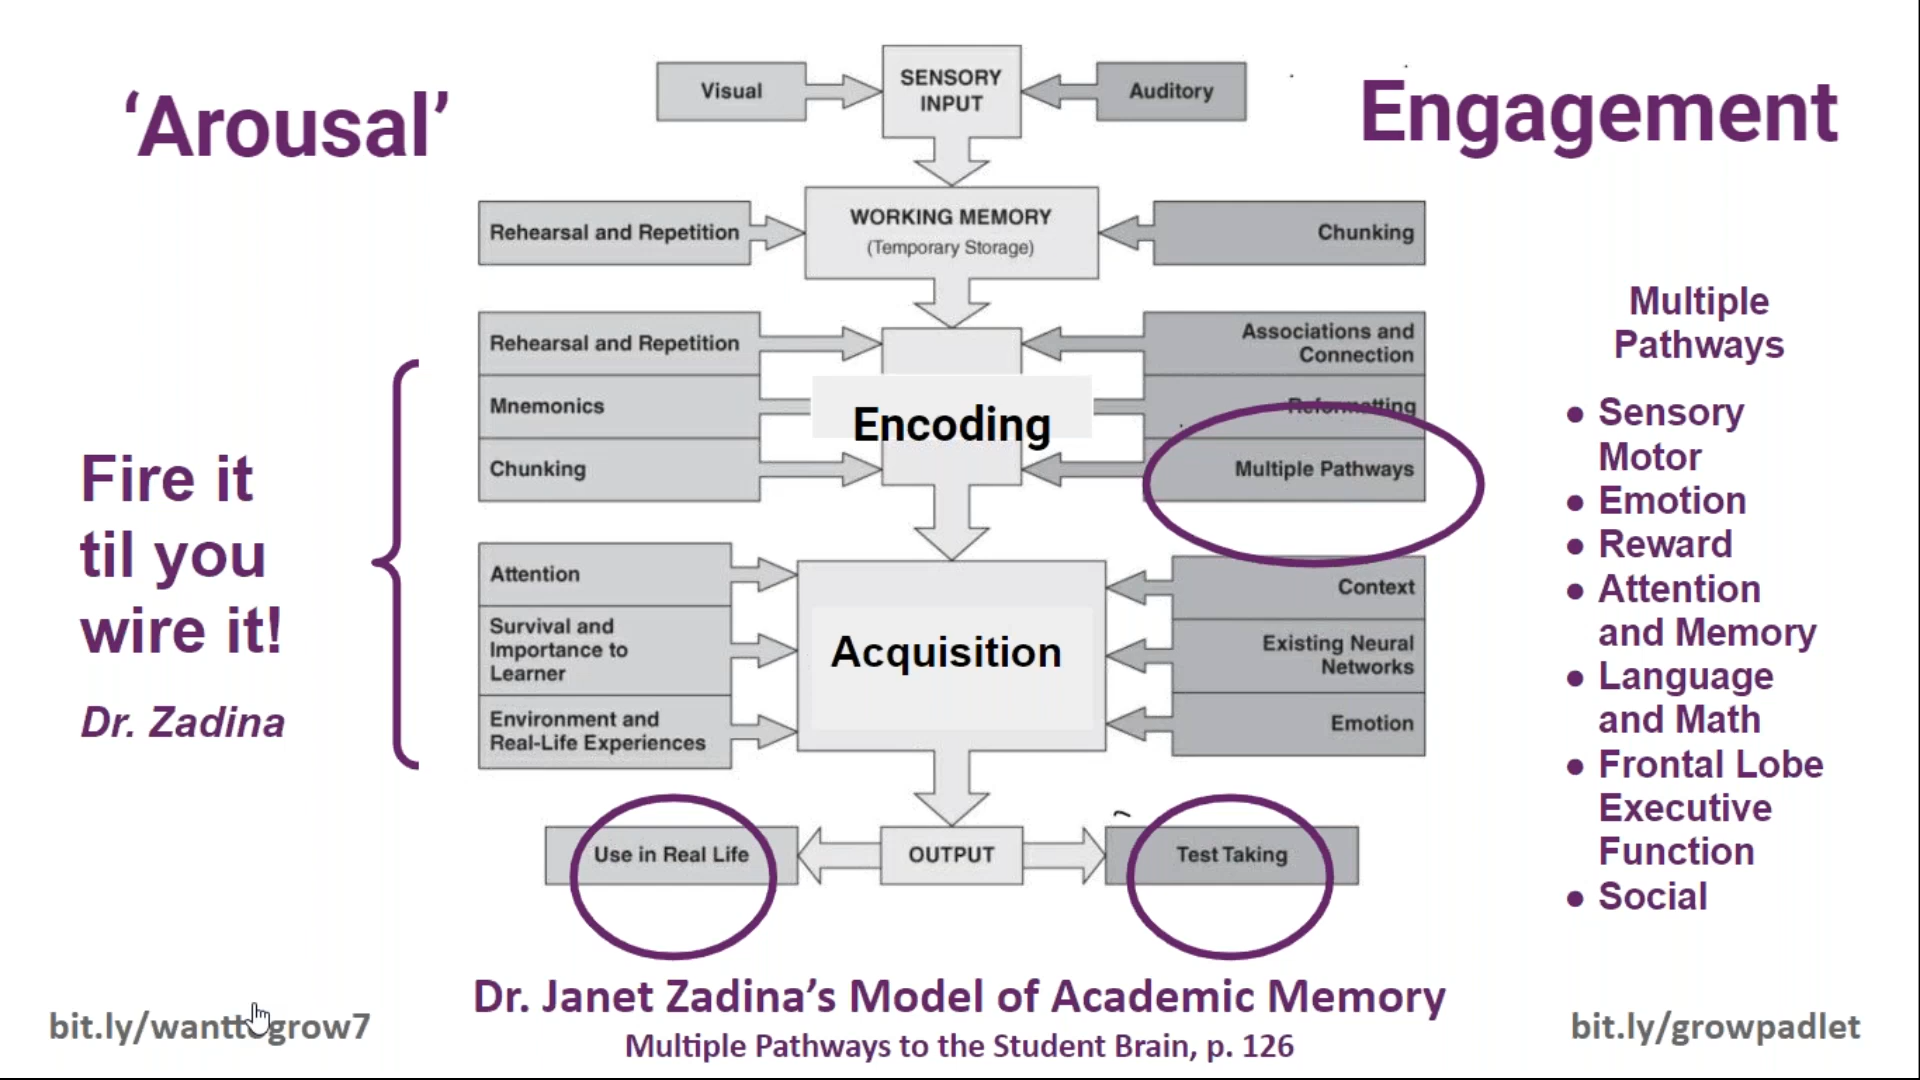 ‘Arousal’
Engagement
Visual
SENSORY
INPUT
Auditory
Rehearsal and Repetition
WORKING MEMORY
(Temporary Storage)
Chunking
Rehearsal and Repetition
Mnemonics
Chunking
Encoding
Associations and
Connection
Reformatting
Multiple Pathways
Attention
Survival and
Importance to
Learner
Environment and
Real-Life Experiences
Acquisition
Context
Existing Neural
Networks
Emotion
Use in Real Life
OUTPUT
Test Taking
Fire it
til you
wire it!
Dr. Zadina
Multiple
Pathways
● Sensory
Motor
● Emotion
● Reward
● Attention
and Memory
● Language
and Math
● Frontal Lobe
Executive
Function
● Social
Dr. Janet Zadina’s Model of Academic Memory
Multiple Pathways to the Student Brain, p. 126
bit.ly/wanttogrow7
bit.ly/growpadlet